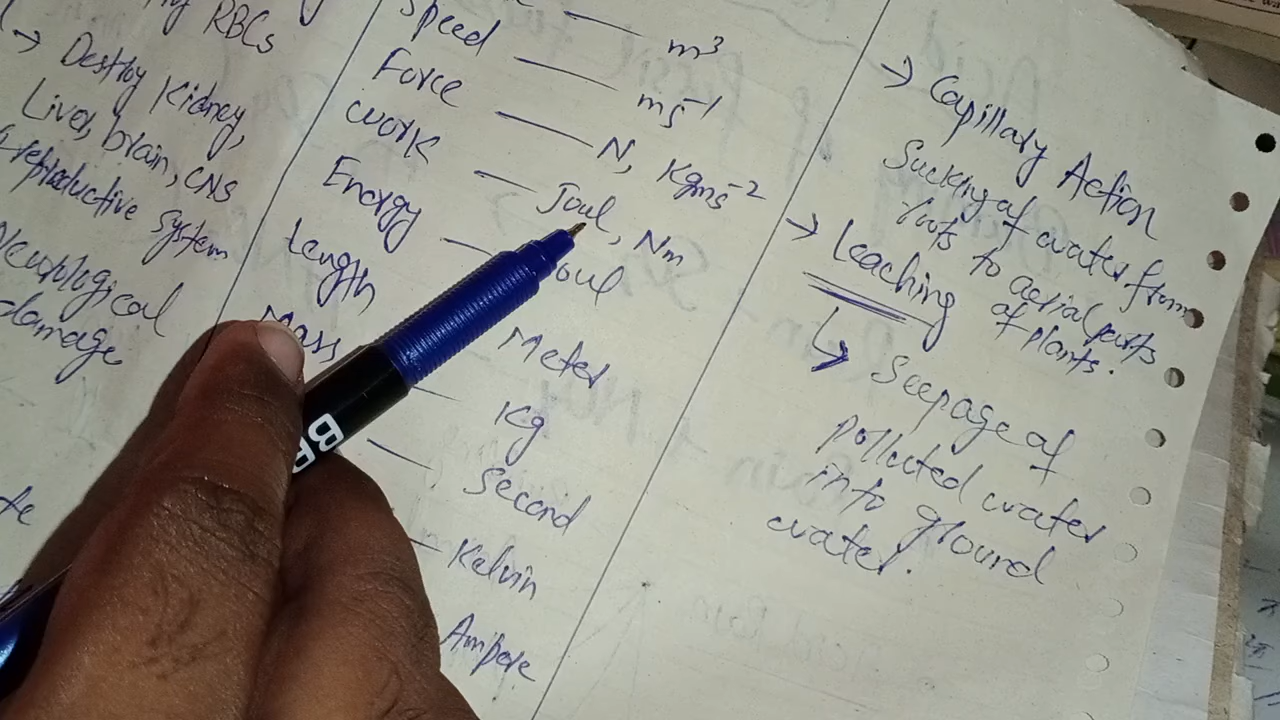 RBCs
→ Destroy Kidney,
Liver, brain, CNS
reproductive system
Neurological
damage
te
m³
Speed — ms⁻¹
Force — N, Kgms⁻²
Work — Joul, Nm
Energy — Joul
Length Meter
Mass Kg
— Second
— Kelvin
Ampere
→ Capillary Action
Sucking of water from
roots to aerial parts
of plants.
→ Leaching
↳ Seepage of
polluted water
into ground
water.